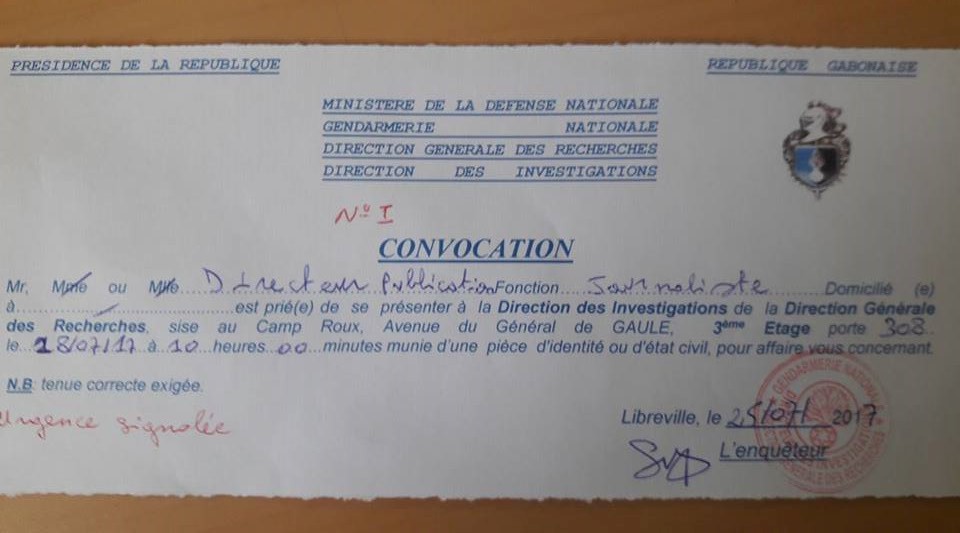 PRESIDENCE DE LA REPUBLIQUE
REPUBLIQUE GABONAISE
MINISTERE DE LA DEFENSE NATIONALE
GENDARMERIE NATIONALE
DIRECTION GENERALE DES RECHERCHES
DIRECTION DES INVESTIGATIONS
N° I
CONVOCATION
Mr, Mme ou Mlle Directeur Publication Fonction Journaliste Domicilié (e)
à.................... est prié(e) de se présenter à la Direction des Investigations de la Direction Générale
des Recherches, sise au Camp Roux, Avenue du Général de GAULE, 3ème Etage porte 308
le 28/07/17 à 10 heures 00 minutes munie d'une pièce d'identité ou d'état civil, pour affaire vous concernant.
N.B: tenue correcte exigée.
Urgence signalée
Libreville, le 25/07/ 2017
L'enquêteur
GENDARMERIE NATIONALE